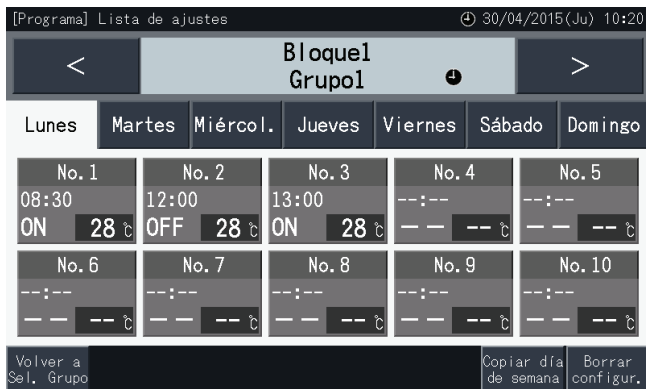 [Programa] Lista de ajustes 30/04/2015(Ju) 10:20
< Bloque1 >
Grupo1
Lunes Martes Miércol. Jueves Viernes Sábado Domingo
No.1 No.2 No.3 No.4 No.5
08:30 12:00 13:00 --:-- --:--
ON 28℃ OFF 28℃ ON 28℃ -- --℃ -- --℃
No.6 No.7 No.8 No.9 No.10
--:-- --:-- --:-- --:-- --:--
-- --℃ -- --℃ -- --℃ -- --℃ -- --℃
Volver a Copiar día Borrar
Sel. Grupo de semana configur.